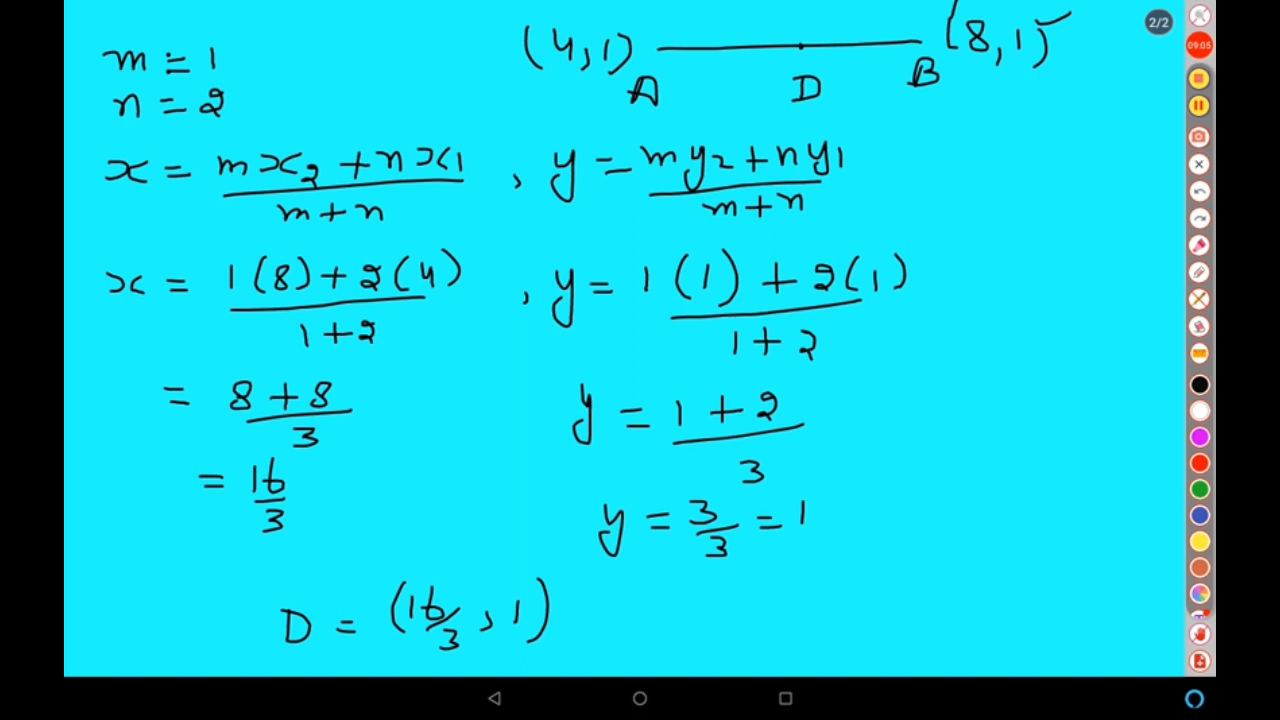 m = 1
(4,1) (8,1)
A D B
n = 2
x = mx2 + nx1 / m + n , y = my2 + ny1 / m + n
x = 1(8) + 2(4) / 1 + 2 , y = 1(1) + 2(1) / 1 + 2
= 8 + 8 / 3
y = 1 + 2 / 3
= 16 / 3
y = 3/3 = 1
D = (16/3 , 1)
2/2
09:05